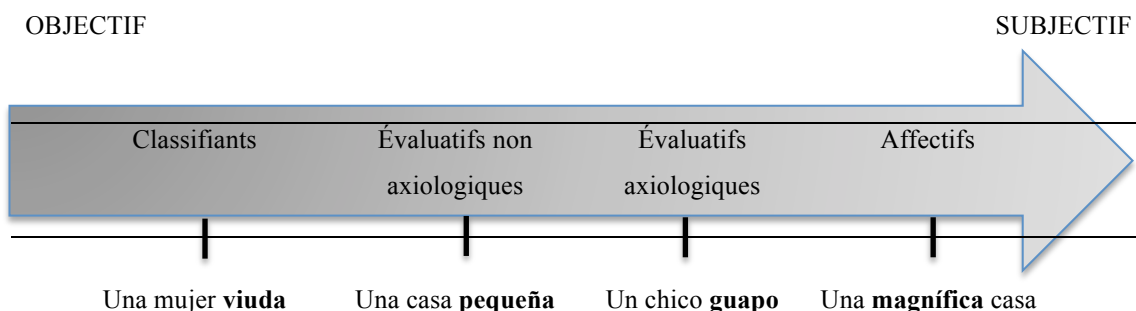 OBJECTIF SUBJECTIF
Classifiants Évaluatifs non Évaluatifs Affectifs
axiologiques axiologiques
Una mujer viuda Una casa pequeña Un chico guapo Una magnífica casa